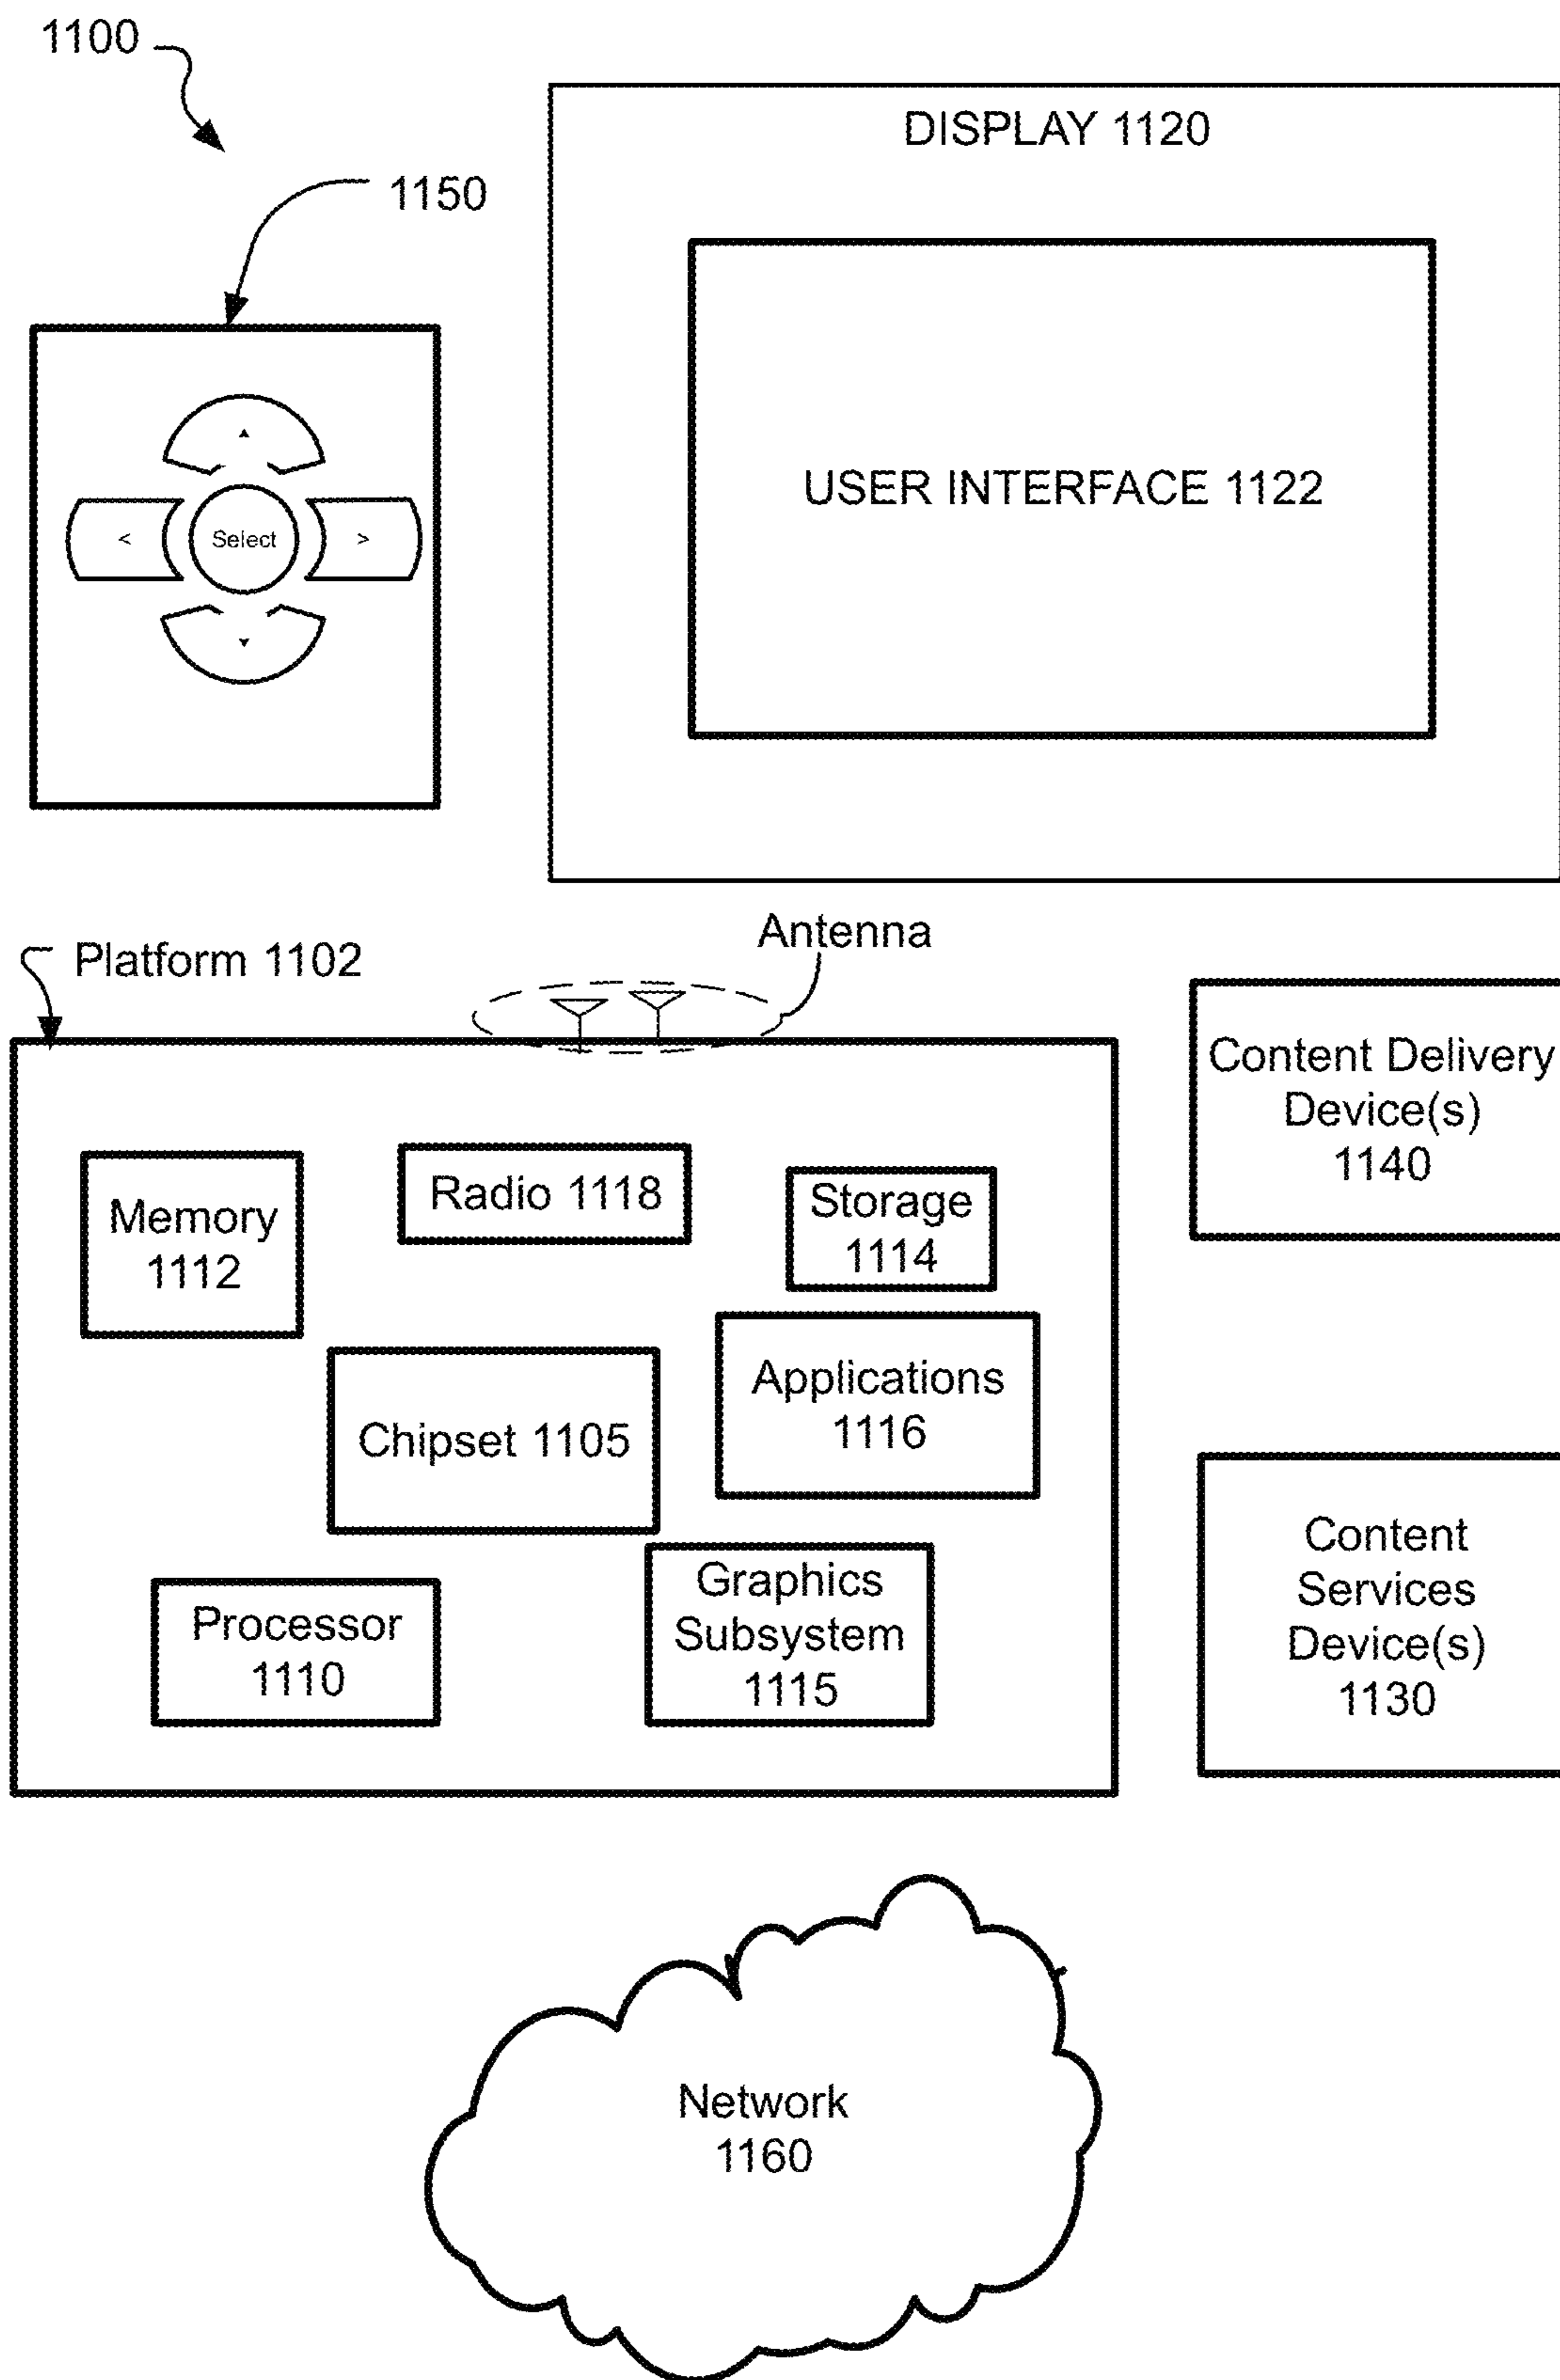 1100
DISPLAY 1120
1150
USER INTERFACE 1122
<
Select
>
Antenna
Platform 1102
Content Delivery
Device(s)
1140
Memory
1112
Radio 1118
Storage
1114
Chipset 1105
Applications
1116
Processor
1110
Graphics
Subsystem
1115
Content
Services
Device(s)
1130
Network
1160